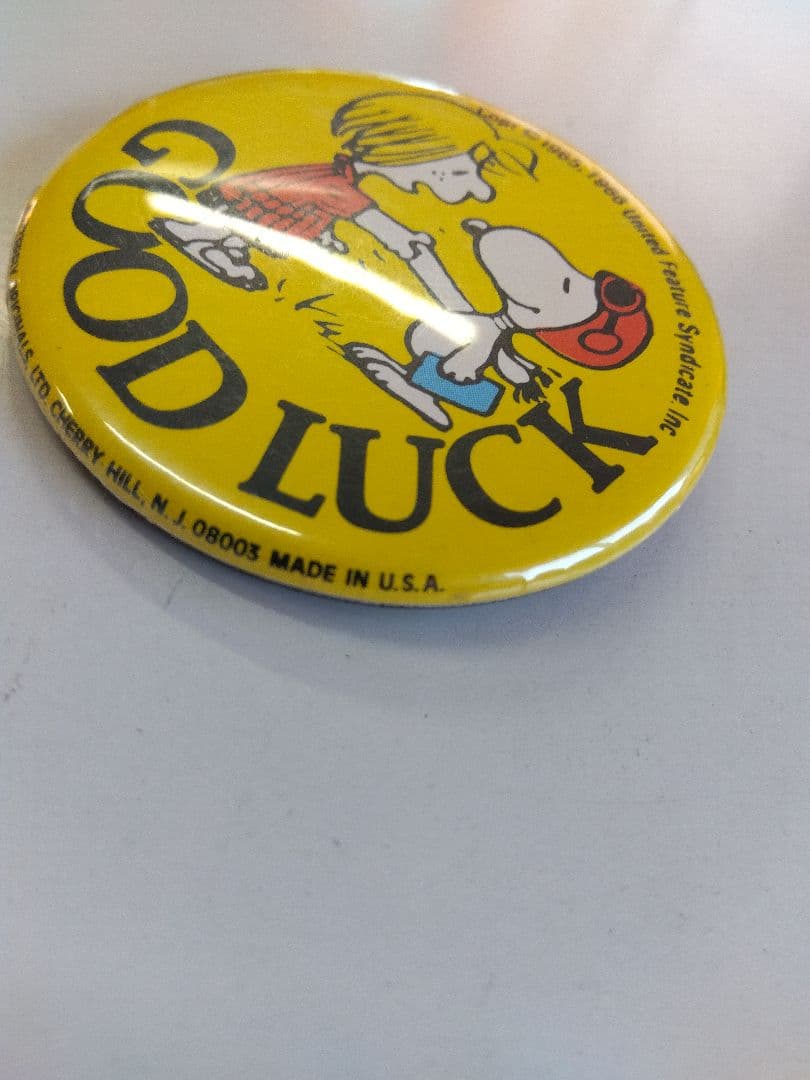 GOOD LUCK
1965, 1966 United Feature Syndicate, Inc
LTD. CHERRY HILL, N. J. 08003 MADE IN U.S.A.